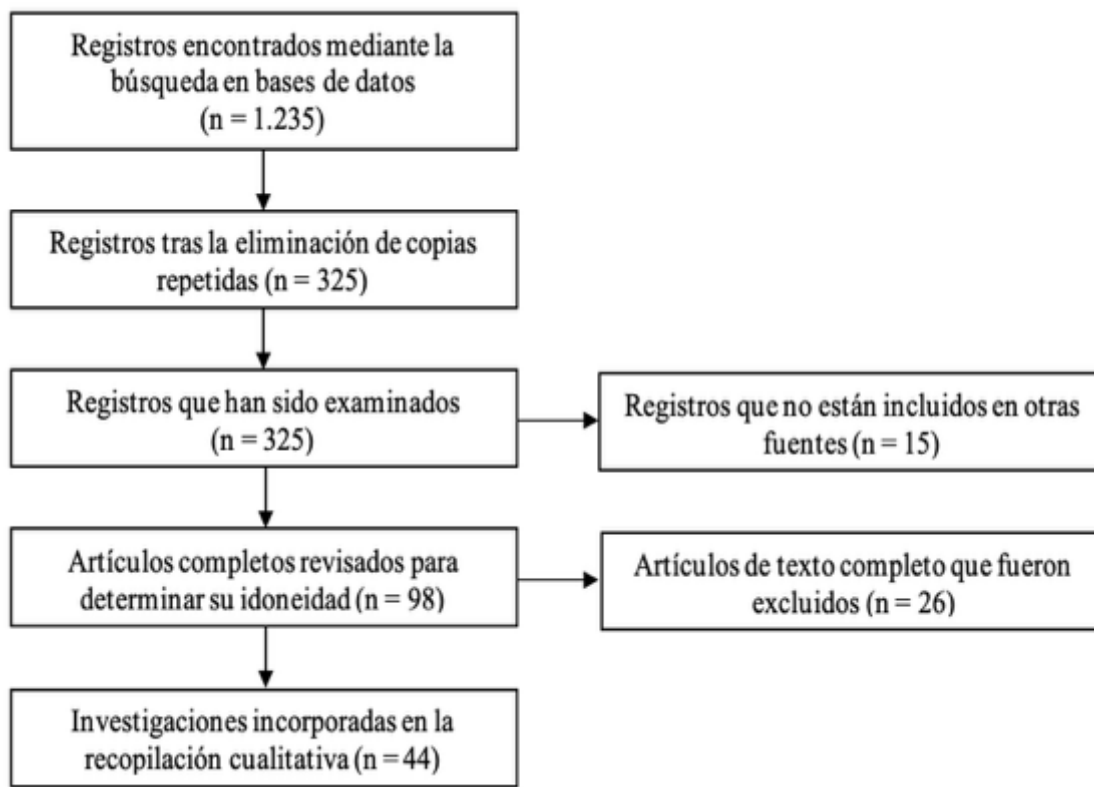 Registros encontrados mediante la
búsqueda en bases de datos
(n = 1.235)
Registros tras la eliminación de copias
repetidas (n = 325)
Registros que han sido examinados
(n = 325)
Registros que no están incluidos en otras
fuentes (n = 15)
Artículos completos revisados para
determinar su idoneidad (n = 98)
Artículos de texto completo que fueron
excluidos (n = 26)
Investigaciones incorporadas en la
recopilación cualitativa (n = 44)